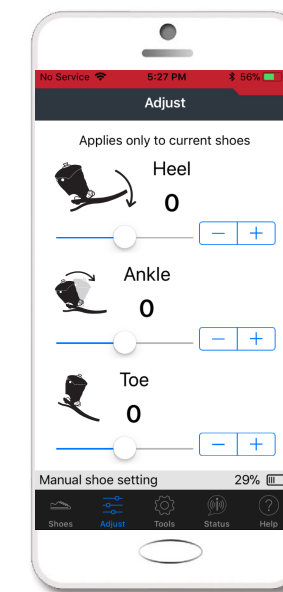 No Service 5:27 PM 56%
Adjust
Applies only to current shoes
Heel
0
− +
Ankle
0
− +
Toe
0
− +
Manual shoe setting 29%
Shoes Adjust Tools Status Help
?